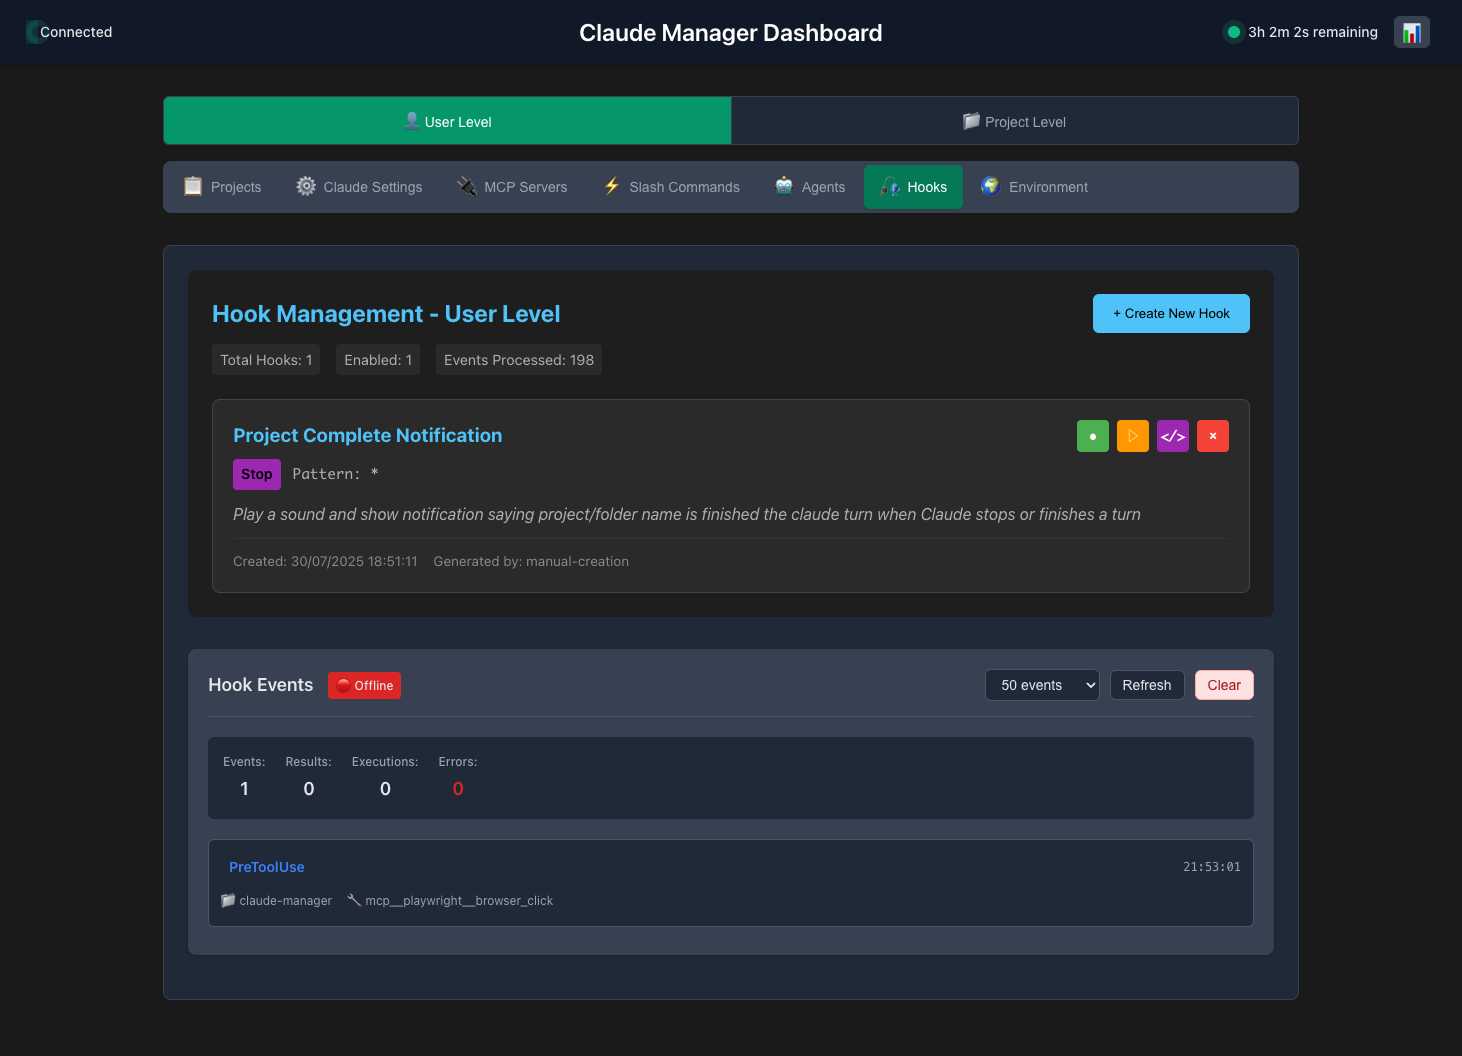 Connected
Claude Manager Dashboard
3h 2m 2s remaining
User Level
Project Level
Projects
Claude Settings
MCP Servers
Slash Commands
Agents
Hooks
Environment
Hook Management - User Level
+ Create New Hook
Total Hooks: 1
Enabled: 1
Events Processed: 198
Project Complete Notification
</>
×
Stop
Pattern: *
Play a sound and show notification saying project/folder name is finished the claude turn when Claude stops or finishes a turn
Created: 30/07/2025 18:51:11
Generated by: manual-creation
Hook Events
Offline
50 events
Refresh
Clear
Events:
Results:
Executions:
Errors:
1
0
0
0
PreToolUse
21:53:01
claude-manager
mcp__playwright__browser_click